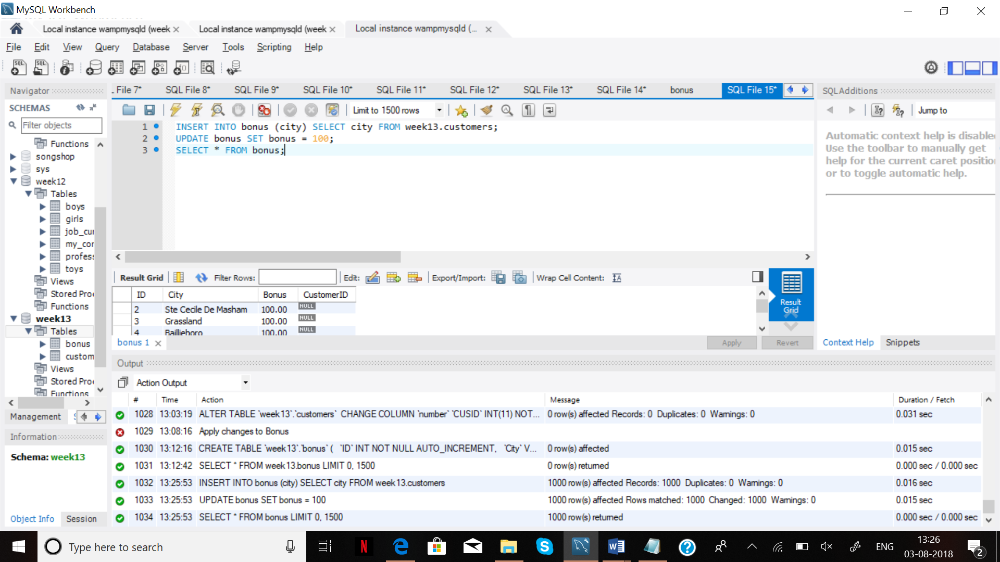 MySQL Workbench
Local instance wampmysqld (week
Local instance wampmysqld (week
Local instance wampmysqld (...
File Edit View Query Database Server Tools Scripting Help
Navigator
SCHEMAS
Filter objects
Functions
songshop
sys
week12
Tables
boys
girls
job_cu
my_cor
profes
toys
Views
Stored Pro
Functions
week13
Tables
bonus
custom
Views
Stored Pro
Functions
Management
Information
Schema: week13
Object Info Session
File 7* SQL File 8* SQL File 9* SQL File 10* SQL File 11* SQL File 12* SQL File 13* SQL File 14* bonus SQL File 15*
Limit to 1500 rows
1 INSERT INTO bonus (city) SELECT city FROM week13.customers;
2 UPDATE bonus SET bonus = 100;
3 SELECT * FROM bonus;
Result Grid Filter Rows: Edit: Export/Import: Wrap Cell Content:
ID City Bonus CustomerID
2 Ste Cecile De Masham 100.00 NULL
3 Grassland 100.00 NULL
4 Baillieboro 100.00 NULL
Result
Grid
bonus 1
Apply Revert
SQLAdditions
Jump to
Automatic context help is disable
Use the toolbar to manually get
help for the current caret positio
or to toggle automatic help.
Context Help Snippets
Output
Action Output
# Time Action Message Duration / Fetch
1028 13:03:19 ALTER TABLE `week13`.`customers` CHANGE COLUMN `number` `CUSID` INT(11) NOT... 0 row(s) affected Records: 0 Duplicates: 0 Warnings: 0 0.031 sec
1029 13:08:16 Apply changes to Bonus
1030 13:12:16 CREATE TABLE `week13`.`bonus` ( `ID` INT NOT NULL AUTO_INCREMENT, `City` V... 0 row(s) affected 0.015 sec
1031 13:12:42 SELECT * FROM week13.bonus LIMIT 0, 1500 0 row(s) returned 0.000 sec / 0.000 sec
1032 13:25:53 INSERT INTO bonus (city) SELECT city FROM week13.customers 1000 row(s) affected Records: 1000 Duplicates: 0 Warnings: 0 0.016 sec
1033 13:25:53 UPDATE bonus SET bonus = 100 1000 row(s) affected Rows matched: 1000 Changed: 1000 Warnings: 0 0.015 sec
1034 13:25:53 SELECT * FROM bonus LIMIT 0, 1500 1000 row(s) returned 0.000 sec / 0.000 sec
Type here to search
ENG
13:26
03-08-2018
2